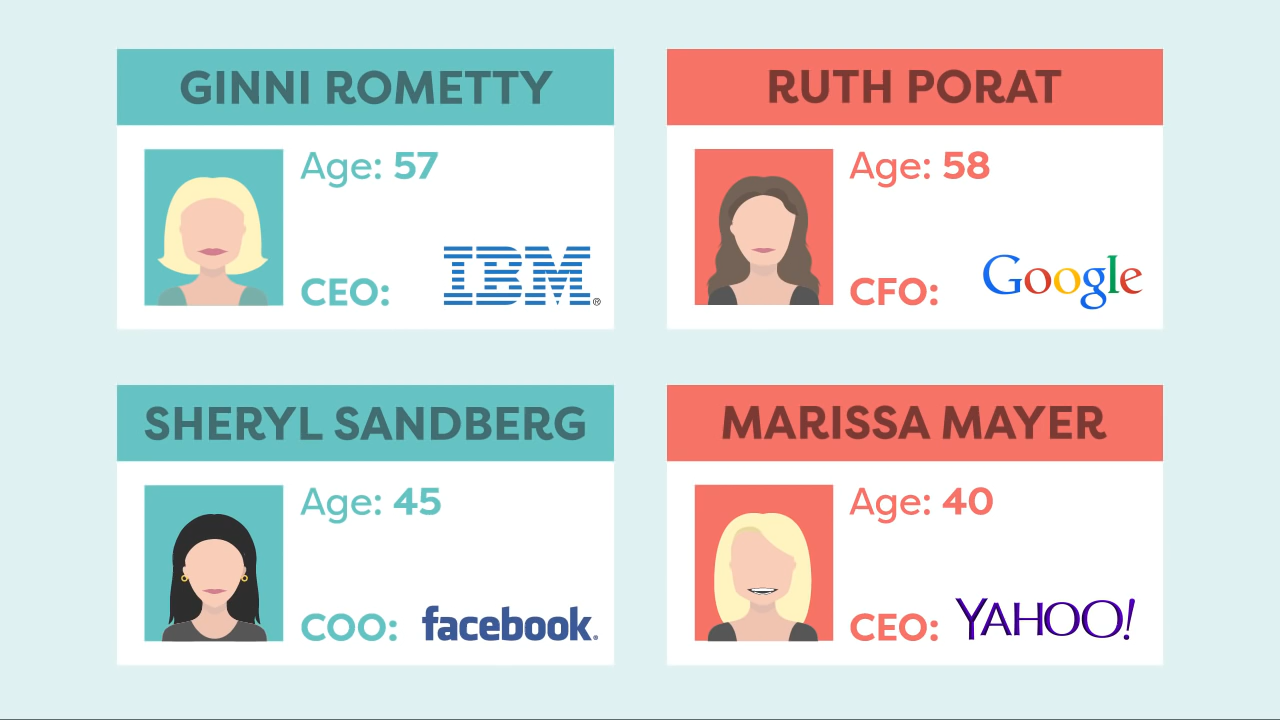 GINNI ROMETTY
Age: 57
CEO: IBM®
RUTH PORAT
Age: 58
CFO: Google
SHERYL SANDBERG
Age: 45
COO: facebook®
MARISSA MAYER
Age: 40
CEO: YAHOO!